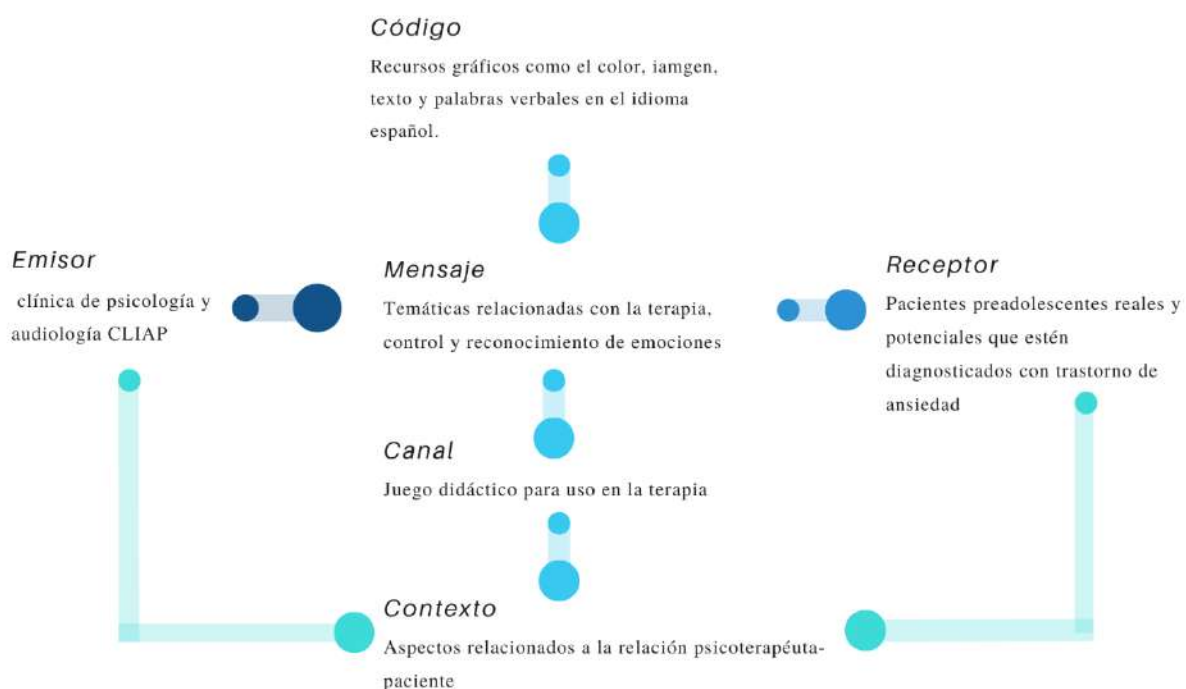 Código
Recursos gráficos como el color, iamgen,
texto y palabras verbales en el idioma
español.
Emisor
clínica de psicología y
audiología CLIAP
Mensaje
Temáticas relacionadas con la terapia,
control y reconocimiento de emociones
Receptor
Pacientes preadolescentes reales y
potenciales que estén
diagnosticados con trastorno de
ansiedad
Canal
Juego didáctico para uso en la terapia
Contexto
Aspectos relacionados a la relación psicoterapéuta-
paciente